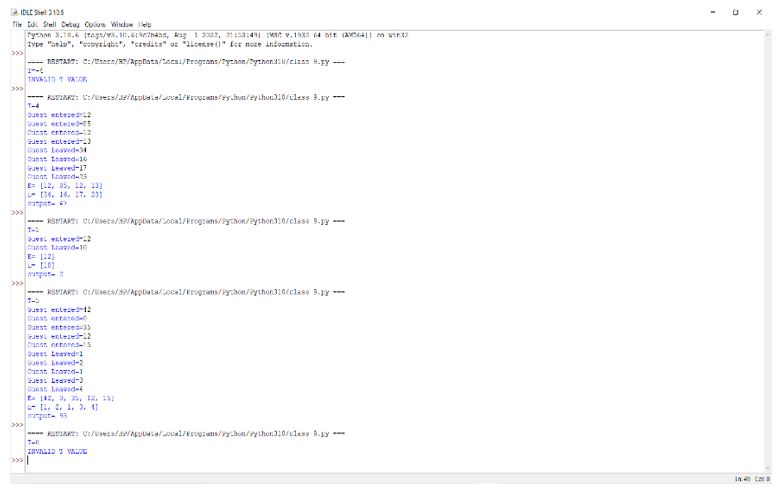 IDLE Shell 3.10.6
File Edit Shell Debug Options Window Help
Python 3.10.6 (tags/v3.10.6:9c7b4bd, Aug 1 2022, 21:53:49) [MSC v.1932 64 bit (AMD64)] on win32
Type "help", "copyright", "credits" or "license()" for more information.
>>>
==== RESTART: C:/Users/HP/AppData/Local/Programs/Python/Python310/class 9.py ===
T=-4
INVALID T VALUE
>>>
==== RESTART: C:/Users/HP/AppData/Local/Programs/Python/Python310/class 9.py ===
T=4
Guest entered=12
Guest entered=85
Guest entered=12
Guest entered=13
Guest Leaved=34
Guest Leaved=16
Guest Leaved=17
Guest Leaved=23
E= [12, 85, 12, 13]
L= [34, 16, 17, 23]
output= 47
>>>
==== RESTART: C:/Users/HP/AppData/Local/Programs/Python/Python310/class 9.py ===
T=1
Guest entered=12
Guest Leaved=10
E= [12]
L= [10]
output= 2
>>>
==== RESTART: C:/Users/HP/AppData/Local/Programs/Python/Python310/class 9.py ===
T=5
Guest entered=42
Guest entered=0
Guest entered=35
Guest entered=12
Guest entered=15
Guest Leaved=1
Guest Leaved=2
Guest Leaved=1
Guest Leaved=3
Guest Leaved=4
E= [42, 0, 35, 12, 15]
L= [1, 2, 1, 3, 4]
output= 93
>>>
==== RESTART: C:/Users/HP/AppData/Local/Programs/Python/Python310/class 9.py ===
T=0
INVALID T VALUE
>>>
Ln: 49 Col: 0